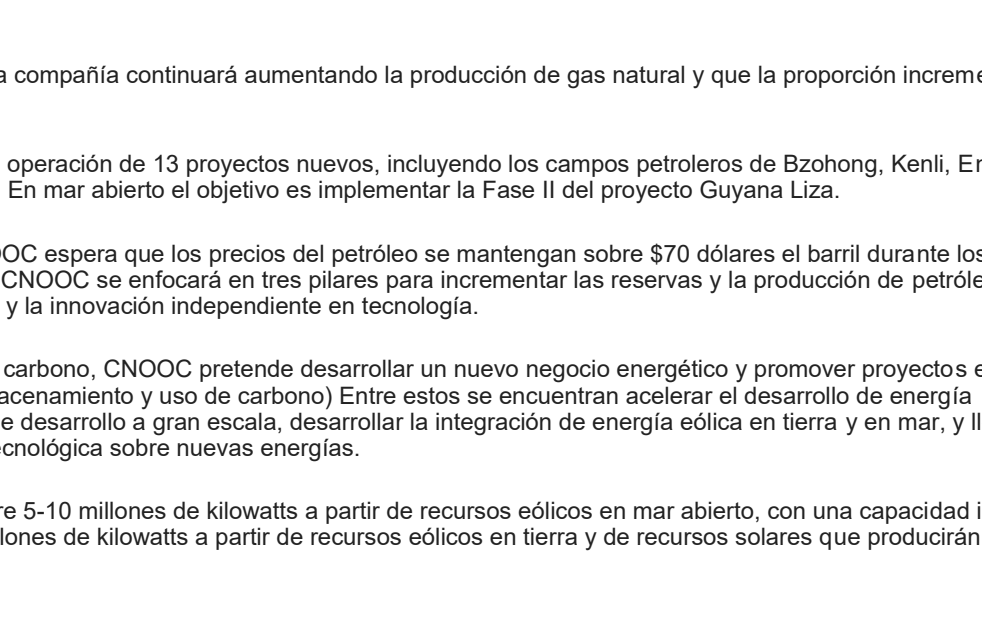 a compañía continuará aumentando la producción de gas natural y que la proporción increme
operación de 13 proyectos nuevos, incluyendo los campos petroleros de Bzohong, Kenli, En
En mar abierto el objetivo es implementar la Fase II del proyecto Guyana Liza.
OOC espera que los precios del petróleo se mantengan sobre $70 dólares el barril durante los
CNOOC se enfocará en tres pilares para incrementar las reservas y la producción de petróle
y la innovación independiente en tecnología.
carbono, CNOOC pretende desarrollar un nuevo negocio energético y promover proyectos e
acenamiento y uso de carbono) Entre estos se encuentran acelerar el desarrollo de energía
e desarrollo a gran escala, desarrollar la integración de energía eólica en tierra y en mar, y ll
ecnológica sobre nuevas energías.
re 5-10 millones de kilowatts a partir de recursos eólicos en mar abierto, con una capacidad i
lones de kilowatts a partir de recursos eólicos en tierra y de recursos solares que producirán